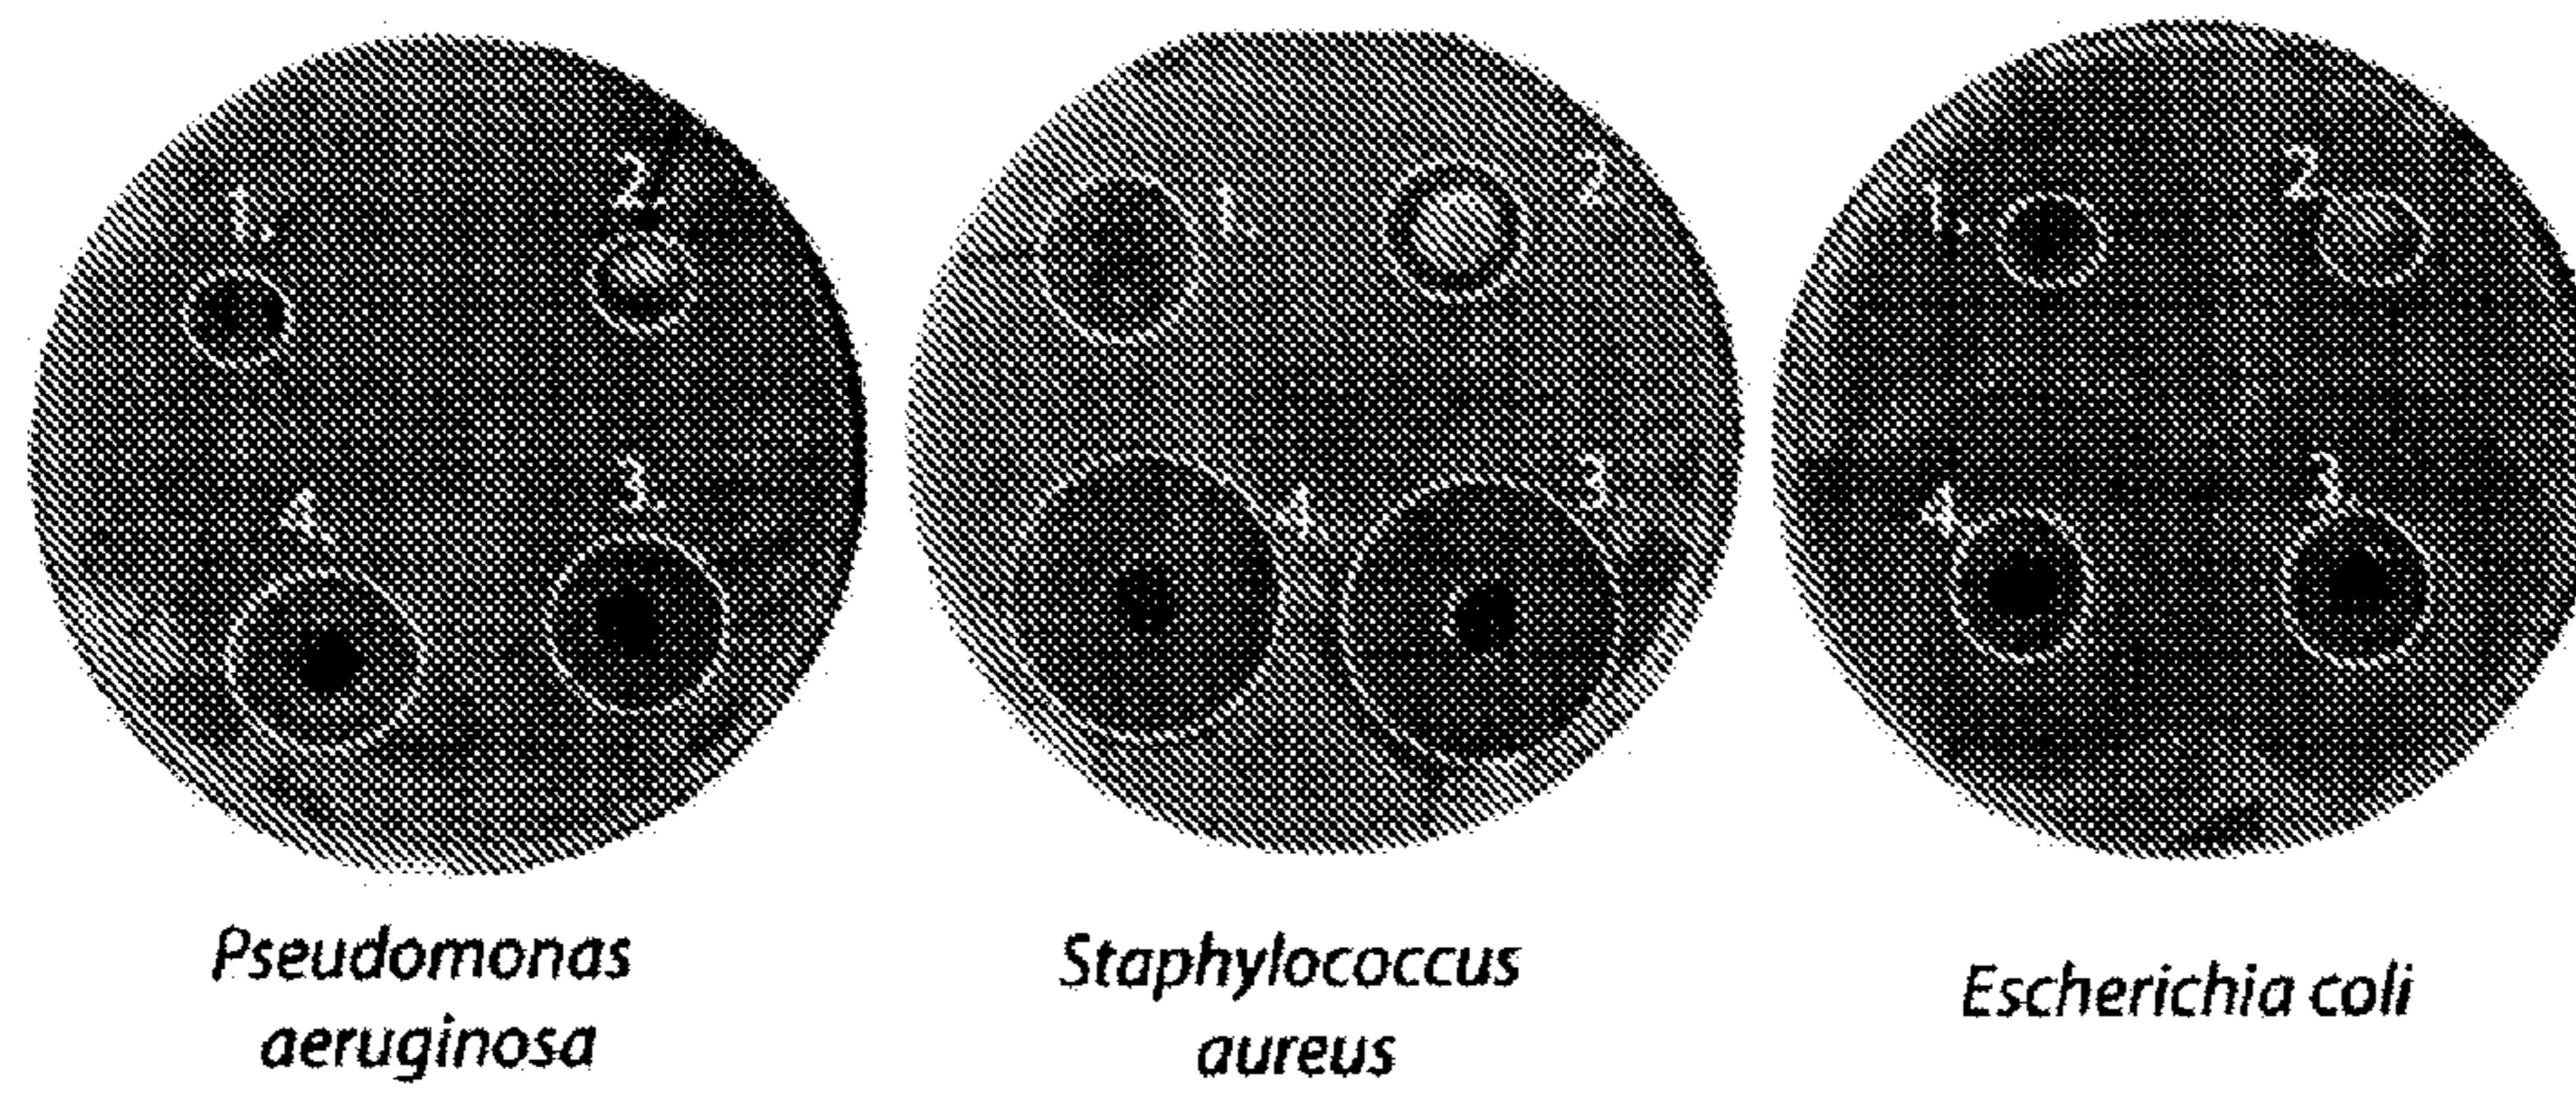 1.
2.
4.
3.
1.
2
4.
3.
1.
2.
4.
3.
Pseudomonas
aeruginosa
Staphylococcus
aureus
Escherichia coli